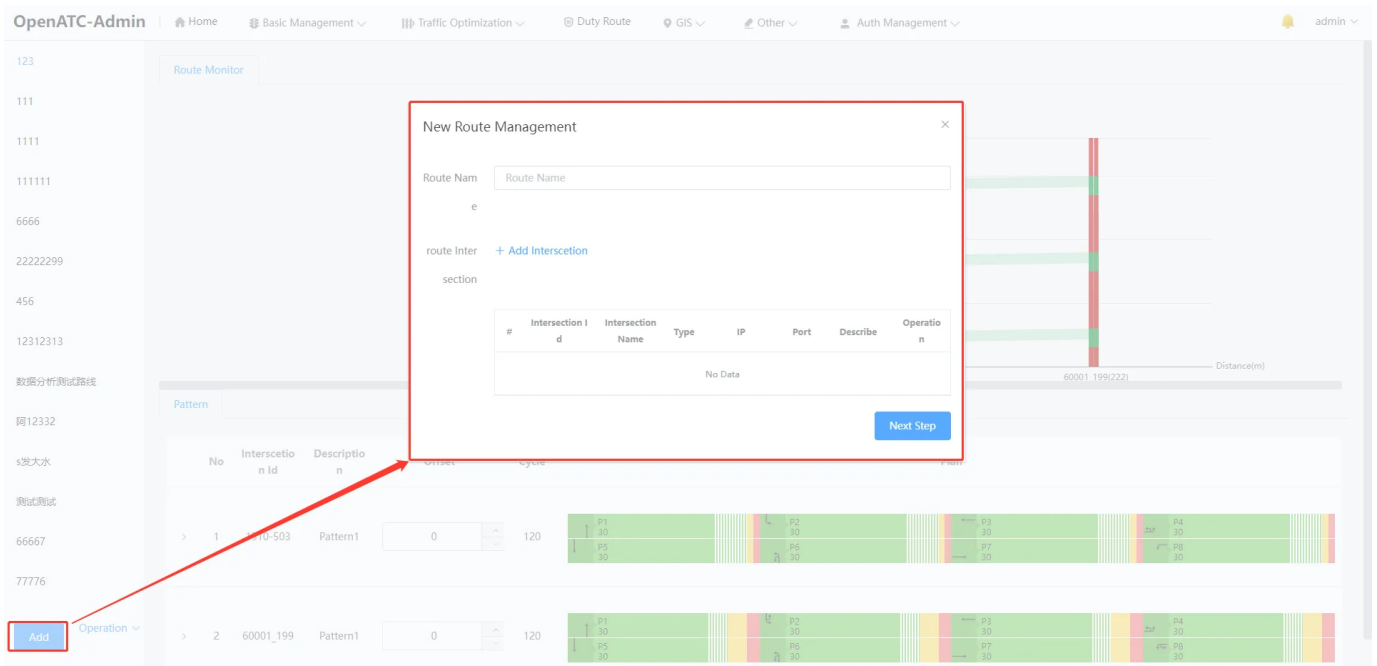 OpenATC-Admin Home Basic Management Traffic Optimization Duty Route GIS Other Auth Management admin
123
Route Monitor
111
1111
111111
6666
22222299
456
12312313
数据分析测试路线
阿12332
s发大水
测试测试
66667
77776
Add Operation
New Route Management
Route Nam
e
Route Name
route Inter
section
+ Add Interscetion
# Intersection I
d Intersection
Name Type IP Port Describe Operatio
n
No Data
Next Step
Distance(m)
60001_199(222)
Pattern
No Interscetio
n Id Descriptio
n Offset Cycle Plan
1 1010-503 Pattern1 0 120
P1
30
P2
30
P3
30
P4
30
P5
30
P6
30
P7
30
P8
30
2 60001_199 Pattern1 0 120
P1
30
P2
30
P3
30
P4
30
P5
30
P6
30
P7
30
P8
30